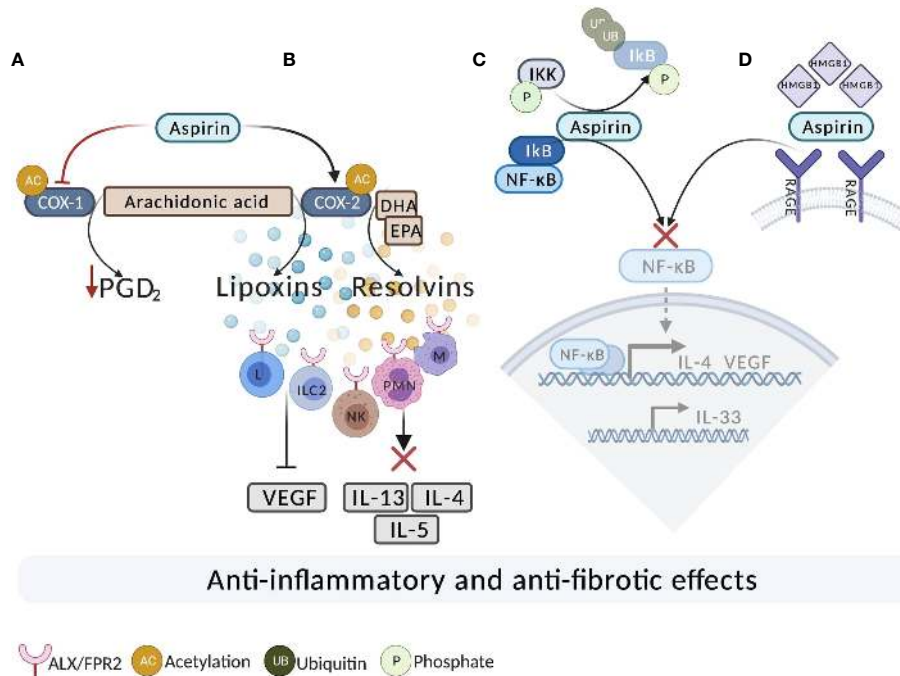 A
B
C
D
Aspirin
AC
COX-1
Arachidonic acid
AC
COX-2
DHA
EPA
PGD₂
Lipoxins
Resolvins
L
ILC2
NK
PMN
M
VEGF
IL-13
IL-4
IL-5
UB
UB
IkB
P
IKK
P
Aspirin
IkB
NF-κB
HMGB1
HMGB1
HMGB1
Aspirin
RAGE
RAGE
NF-κB
NF-κB
IL-4 VEGF
IL-33
Anti-inflammatory and anti-fibrotic effects
ALX/FPR2
AC Acetylation
UB Ubiquitin
P Phosphate